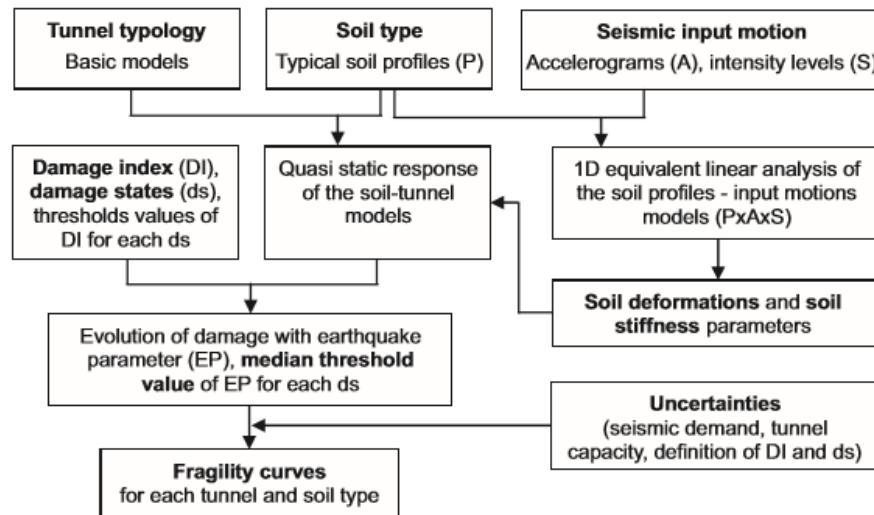 Tunnel typology
Basic models
Soil type
Typical soil profiles (P)
Seismic input motion
Accelerograms (A), intensity levels (S)
Damage index (DI),
damage states (ds),
thresholds values of
DI for each ds
Quasi static response
of the soil-tunnel
models
1D equivalent linear analysis of
the soil profiles - input motions
models (PxAxS)
Soil deformations and soil
stiffness parameters
Evolution of damage with earthquake
parameter (EP), median threshold
value of EP for each ds
Uncertainties
(seismic demand, tunnel
capacity, definition of DI and ds)
Fragility curves
for each tunnel and soil type